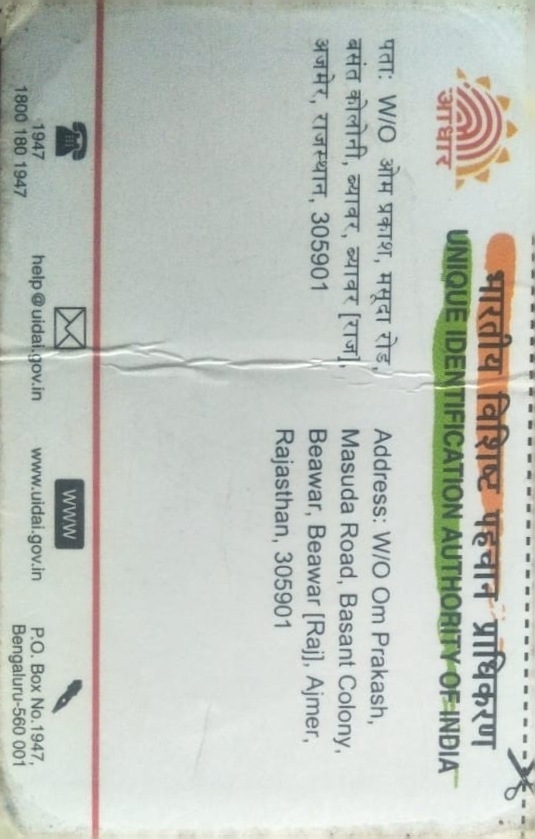 आधार
भारतीय विशिष्ट पहचान प्राधिकरण
UNIQUE IDENTIFICATION AUTHORITY OF INDIA
पता: W/O ओम प्रकाश, मसूदा रोड,
बसंत कोलोनी, ब्यावर, ब्यावर [राज],
अजमेर, राजस्थान, 305901
Address: W/O Om Prakash,
Masuda Road, Basant Colony,
Beawar, Beawar [Raj], Ajmer,
Rajasthan, 305901
1947
1800 180 1947
help@uidai.gov.in
www
www.uidai.gov.in
P.O. Box No.1947,
Bengaluru-560 001